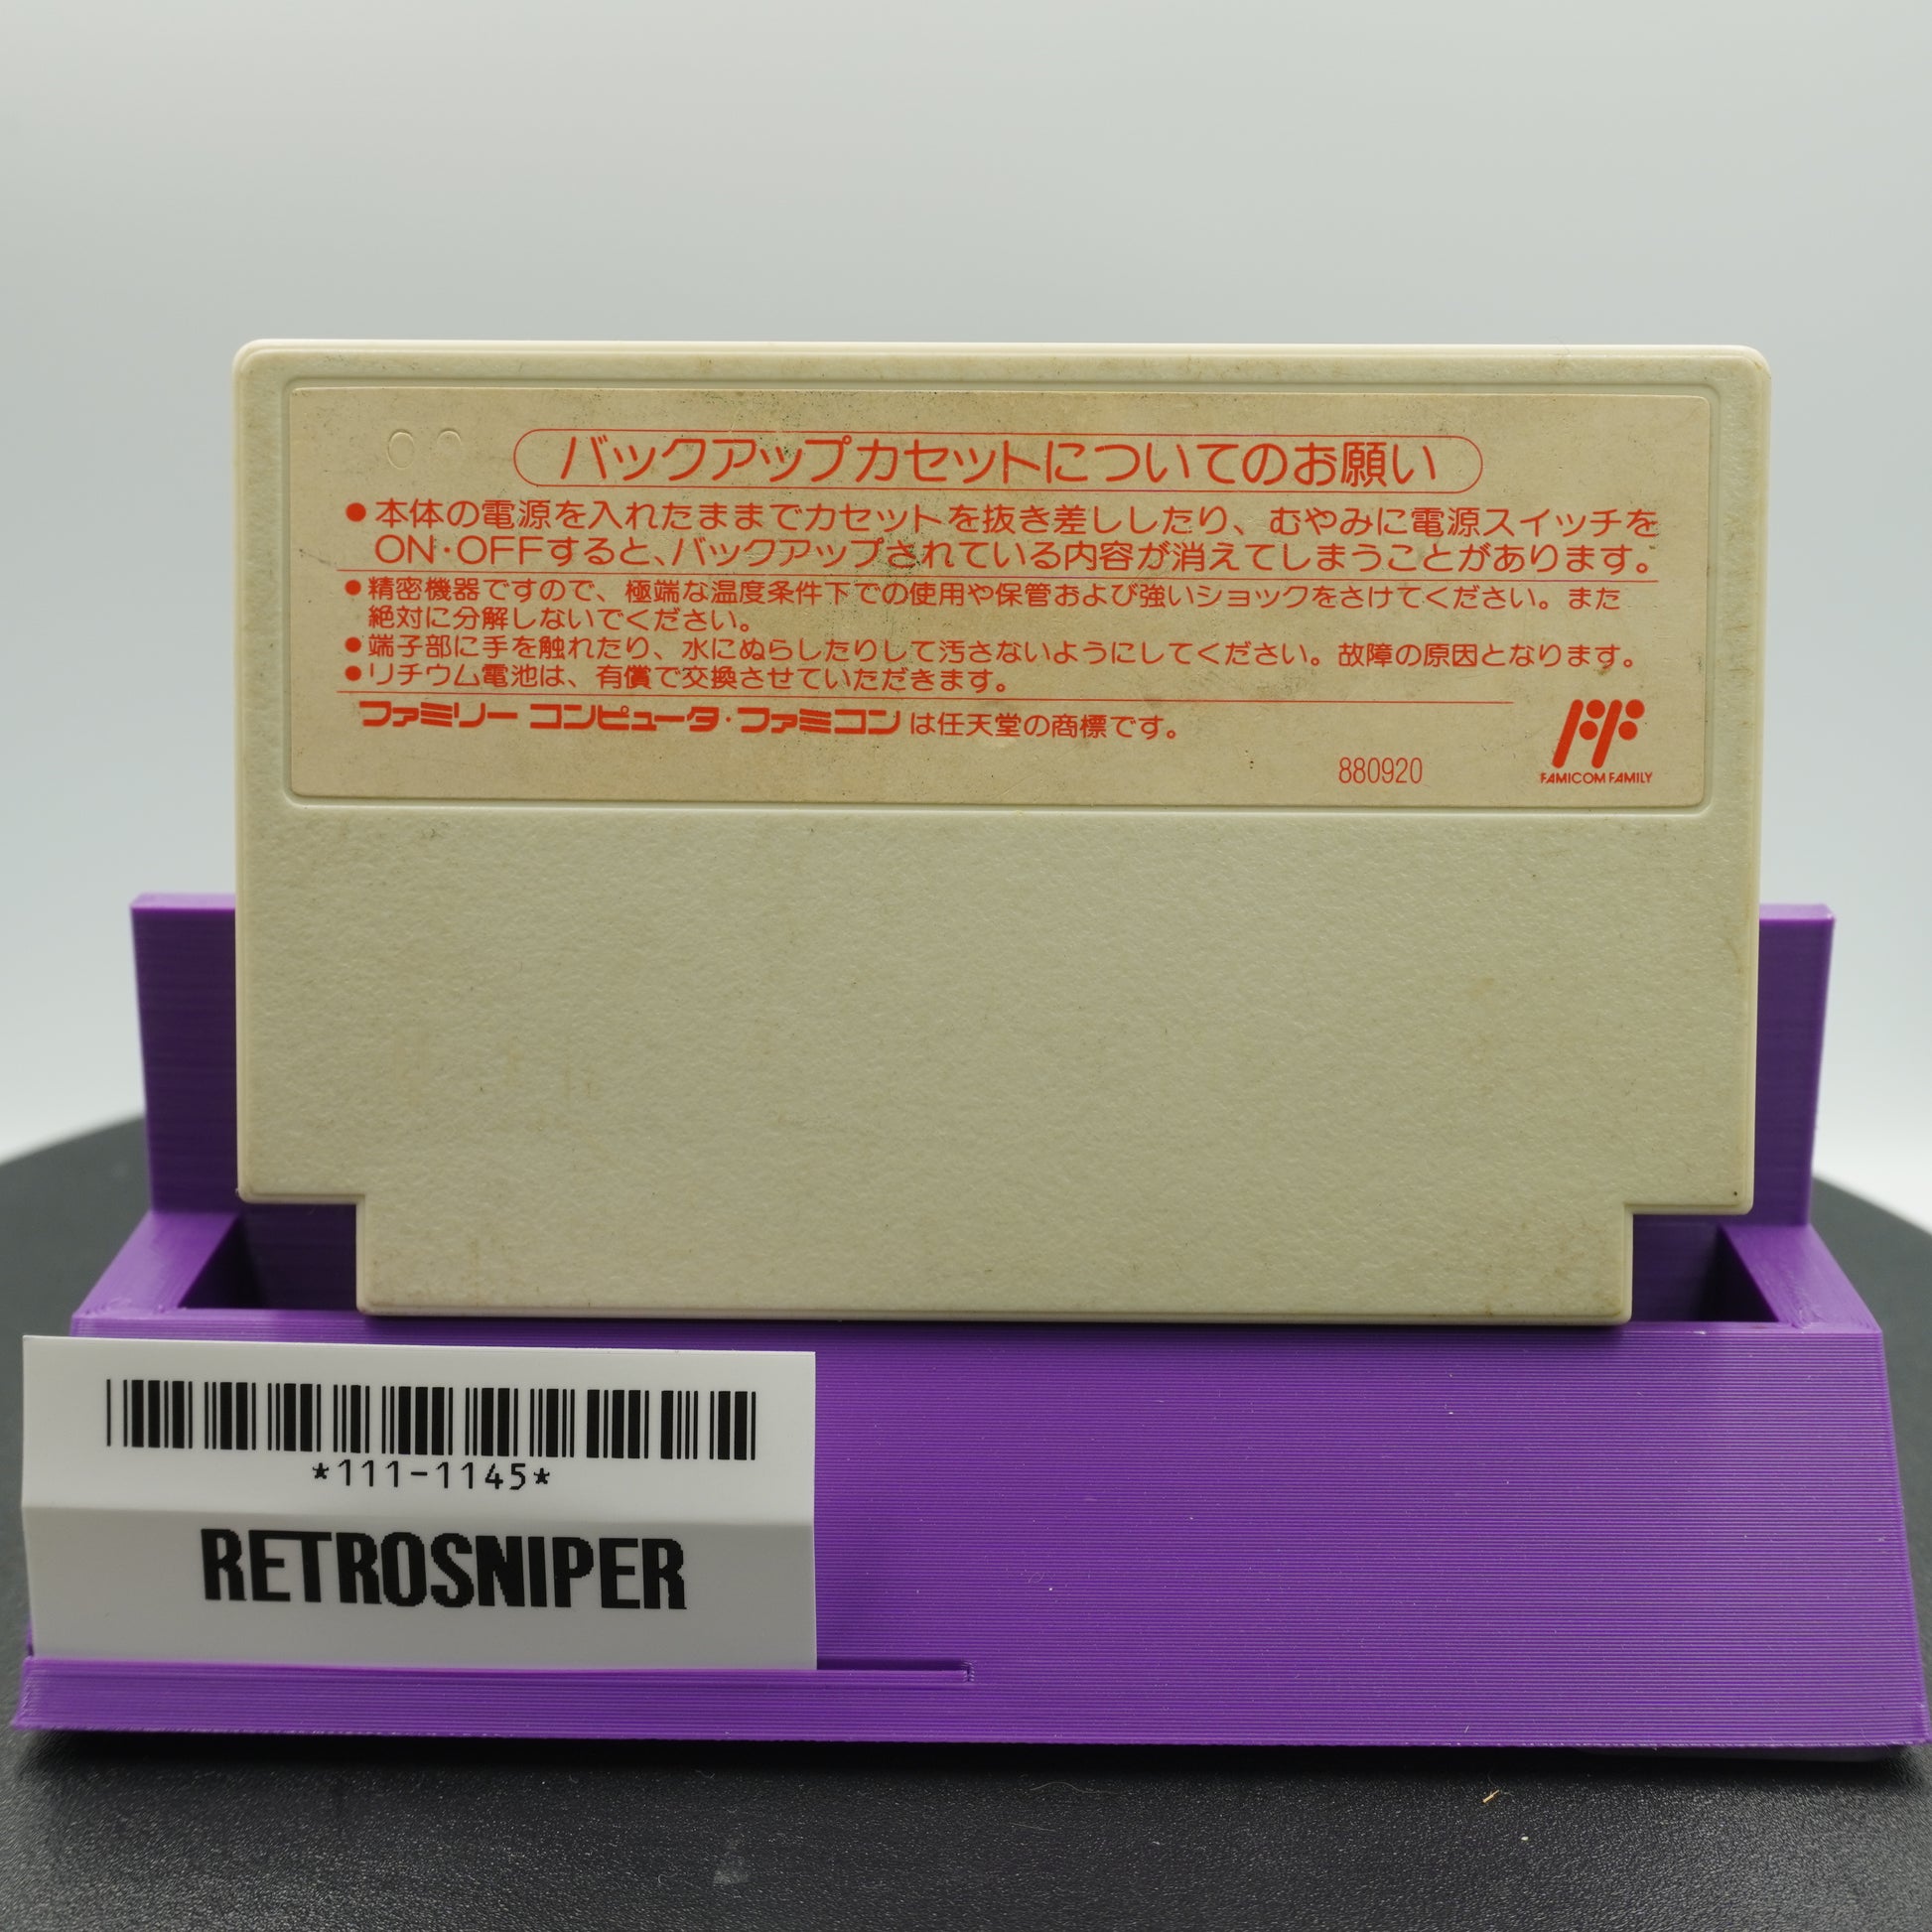 バックアップカセットについてのお願い
●本体の電源を入れたままでカセットを抜き差ししたり、むやみに電源スイッチを
ON·OFFすると、バックアップされている内容が消えてしまうことがあります。
●精密機器ですので、極端な温度条件下での使用や保管および強いショックをさけてください。また
絶対に分解しないでください。
●端子部に手を触れたり、水にぬらしたりして汚さないようにしてください。故障の原因となります。
●リチウム電池は、有償で交換させていただきます。
ファミリー コンピュータ・ファミコンは任天堂の商標です。
880920
FAMICOM FAMILY
*111-1145*
RETROSNIPER